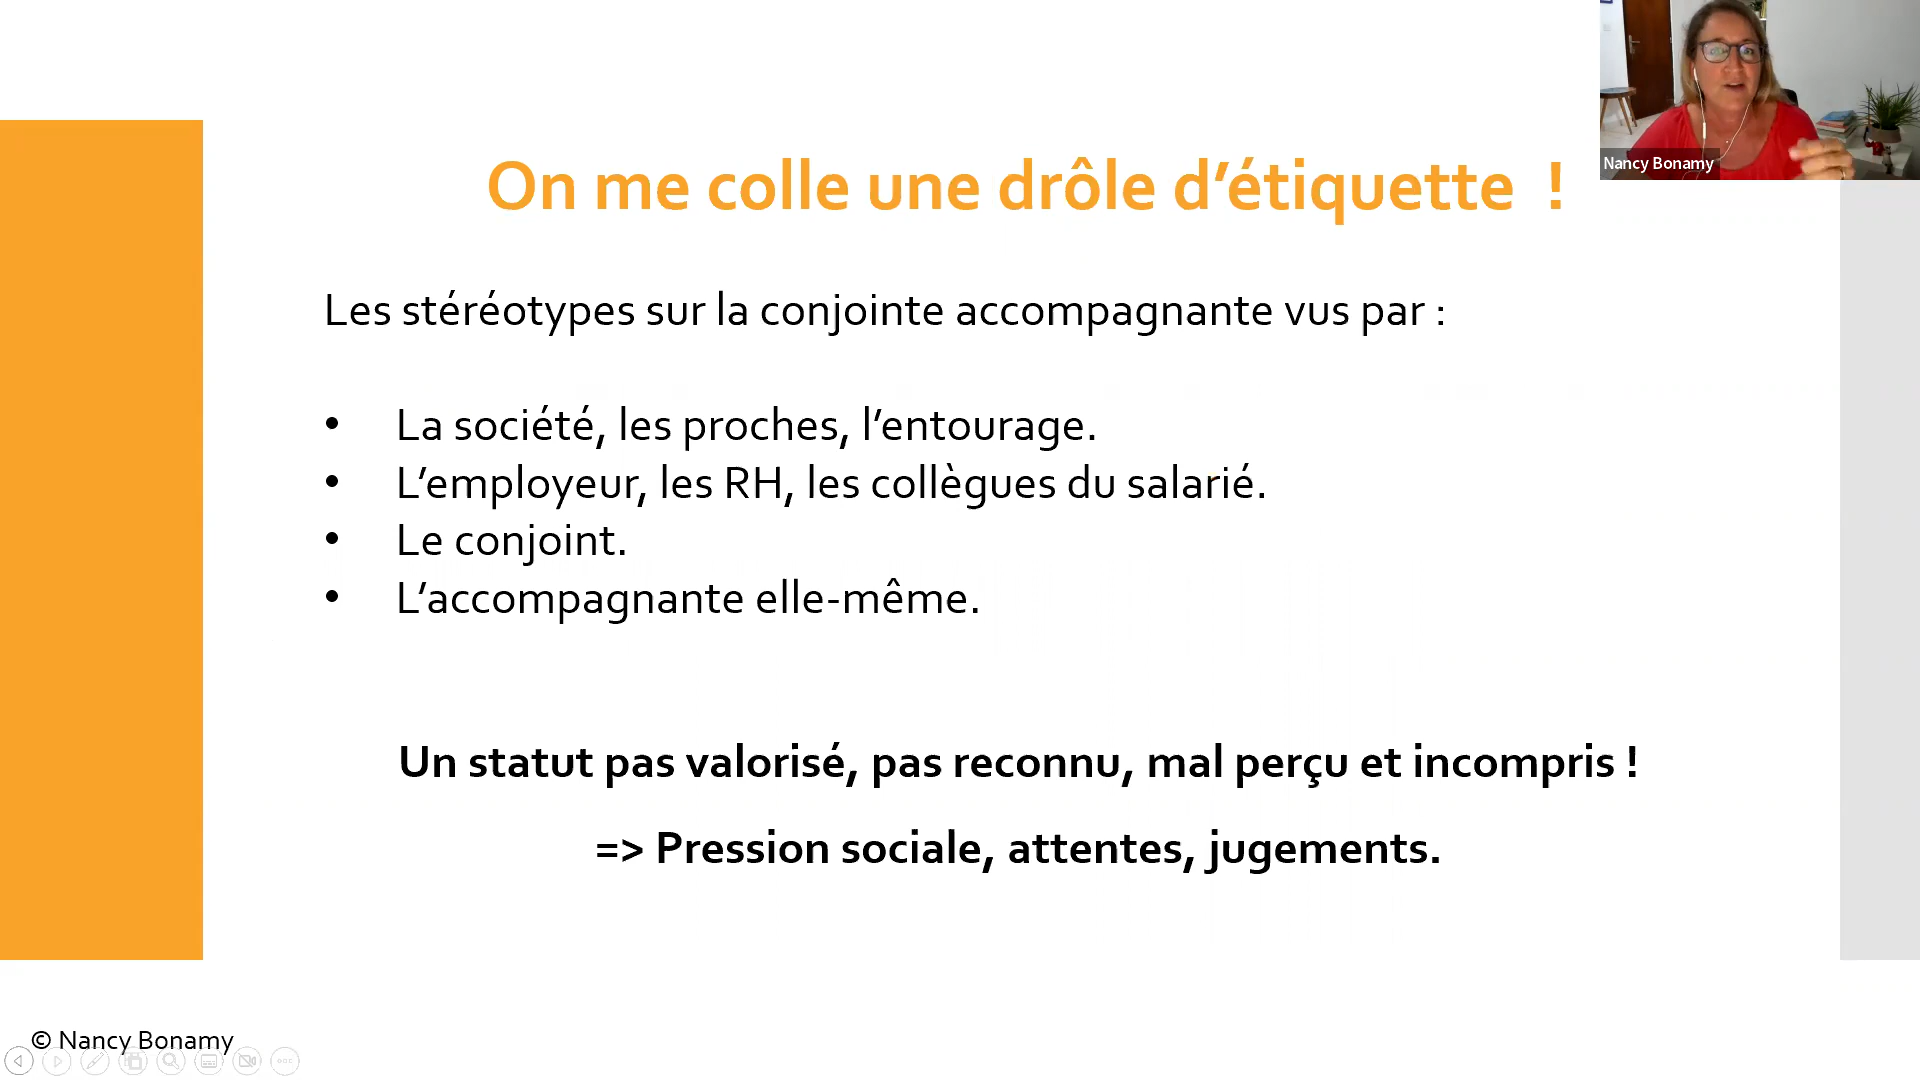 Nancy Bonamy
On me colle une drôle d’étiquette !
Les stéréotypes sur la conjointe accompagnante vus par :
• La société, les proches, l’entourage.
• L’employeur, les RH, les collègues du salarié.
• Le conjoint.
• L’accompagnante elle-même.
Un statut pas valorisé, pas reconnu, mal perçu et incompris !
=> Pression sociale, attentes, jugements.
© Nancy Bonamy